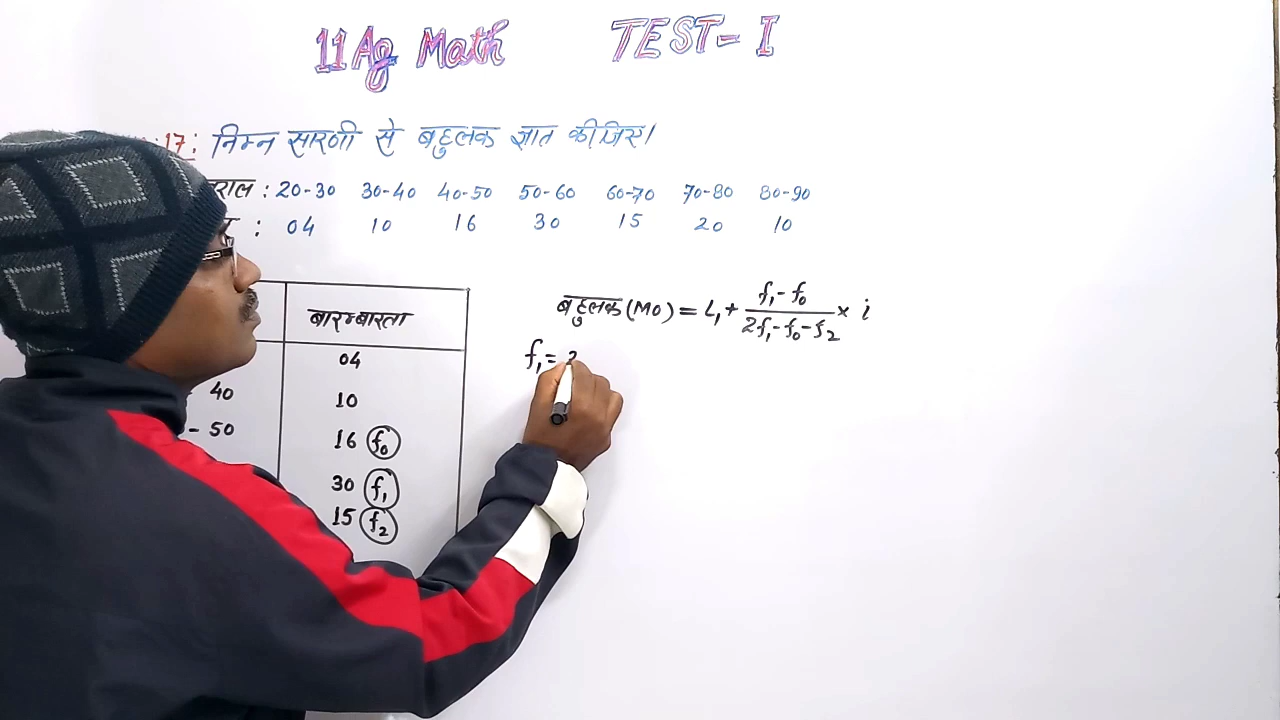 11 Ag Math TEST= I
17: निम्न सारणी से बहुलक ज्ञात कीजिए।
: 20-30 30-40 40-50 50-60 60-70 70-80 80-90
: 04 10 16 30 15 20 10
बारम्बारता
04
40 10
- 50 16 f₀
30 f₁
15 f₂
बहुलक (Mo) = L₁ + (f₁ - f₀)/(2f₁ - f₀ - f₂) × i
f₁ =